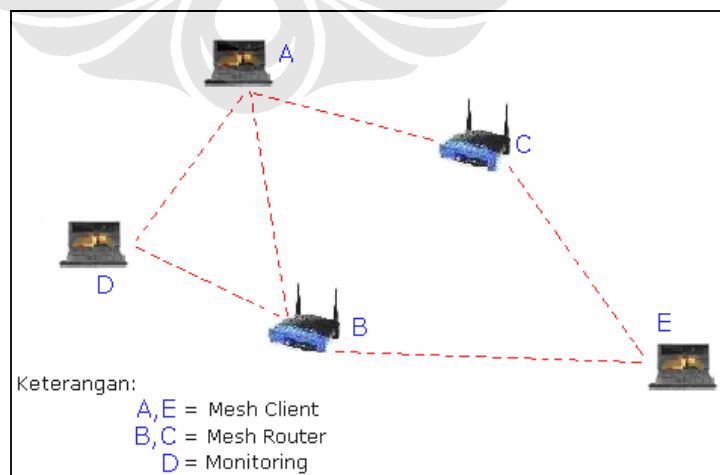 A
C
D
B
E
Keterangan:
A,E = Mesh Client
B,C = Mesh Router
D = Monitoring